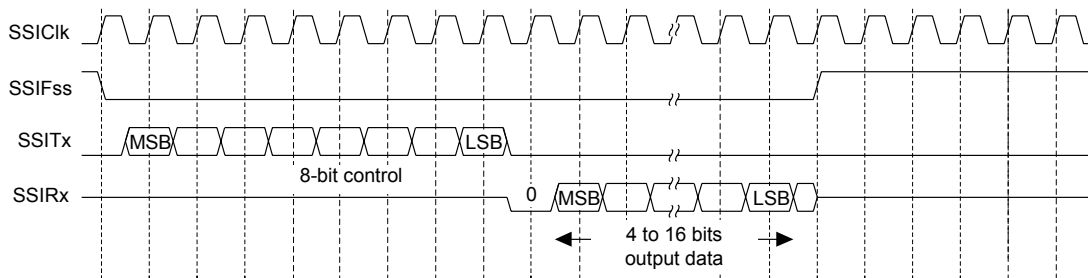 SSIClk
SSIFss
SSITx
MSB
LSB
8-bit control
SSIRx
0
MSB
LSB
4 to 16 bits
output data